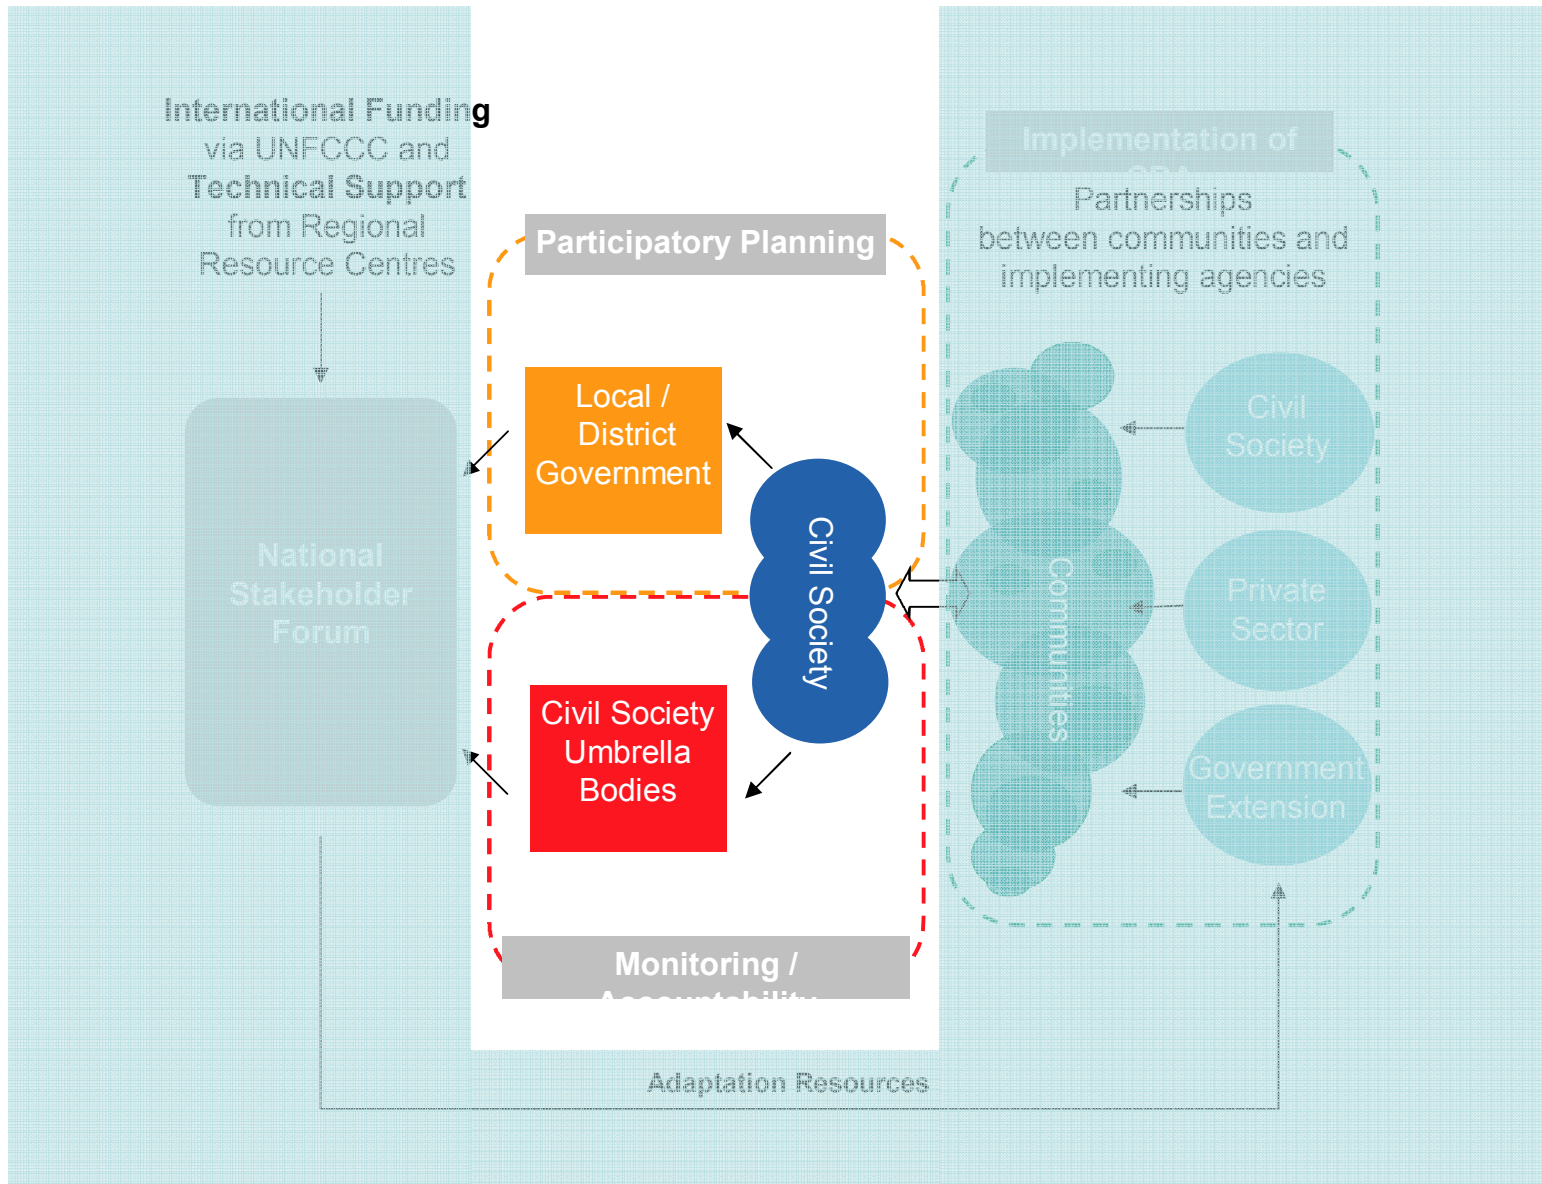 International Funding
via UNFCCC and
Technical Support
from Regional
Resource Centres
National
Stakeholder
Forum
Participatory Planning
Local /
District
Government
Civil Society
Civil Society
Umbrella
Bodies
Monitoring /
Accountability
Implementation of
CBA
Partnerships
between communities and
implementing agencies
Communities
Civil
Society
Private
Sector
Government
Extension
Adaptation Resources